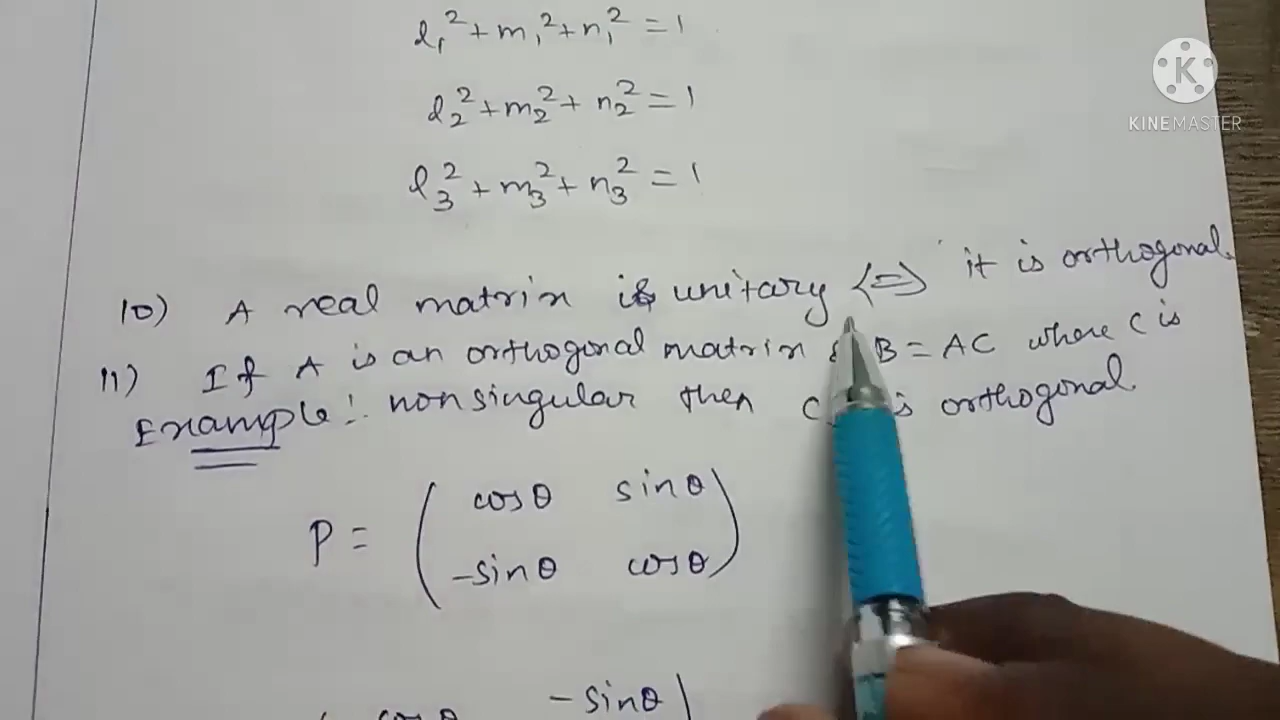 l₁² + m₁² + n₁² = 1
l₂² + m₂² + n₂² = 1
K
KINEMASTER
l₃² + m₃² + n₃² = 1
10) A real matrix is unitary <=> it is orthogonal.
11) If A is an orthogonal matrix B = AC where C is
Example: nonsingular then is orthogonal
P = ( cosθ sinθ
-sinθ cosθ )
- sinθ